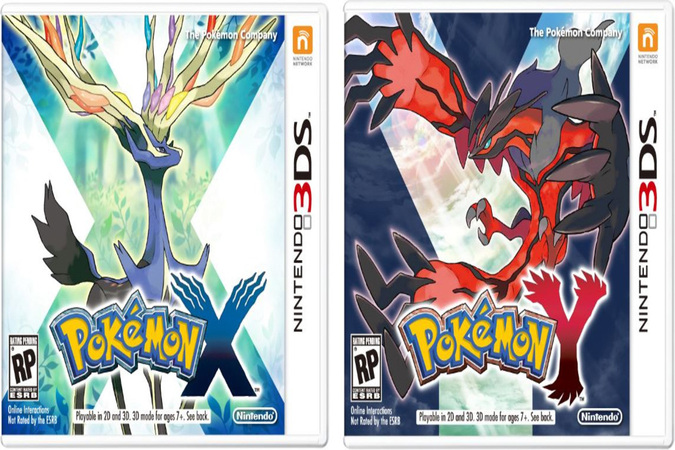 The Pokémon Company
NINTENDO
NETWORK
NINTENDO 3DS™
POKÉMON X
RATING PENDING
RP
CONTENT RATED BY
ESRB
Online Interactions
Not Rated by the ESRB
Playable in 2D and 3D. 3D mode for ages 7+. See back.
Nintendo
The Pokémon Company
NINTENDO
NETWORK
NINTENDO 3DS™
POKÉMON Y
RATING PENDING
RP
CONTENT RATED BY
ESRB
Online Interactions
Not Rated by the ESRB
Playable in 2D and 3D. 3D mode for ages 7+. See back.
Nintendo